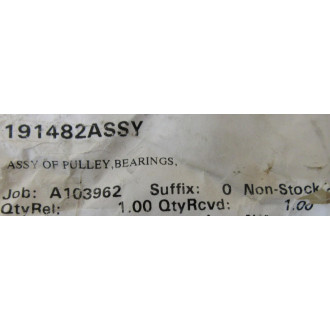 191482ASSY
ASSY OF PULLEY,BEARINGS,
Job: A103962 Suffix: 0 Non-Stock
QtyRel: 1.00 QtyRcvd: 1.00